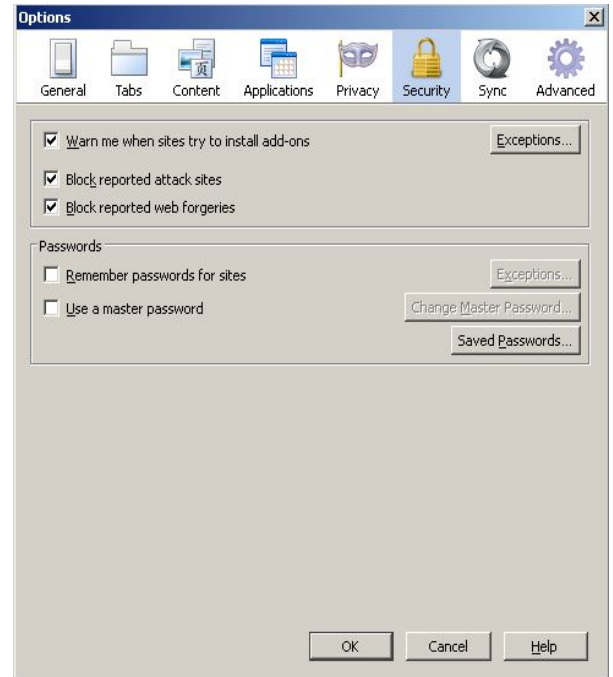 Options
General Tabs Content Applications Privacy Security Sync Advanced
Warn me when sites try to install add-ons Exceptions...
Block reported attack sites
Block reported web forgeries
Passwords
Remember passwords for sites Exceptions...
Use a master password Change Master Password...
Saved Passwords...
OK Cancel Help